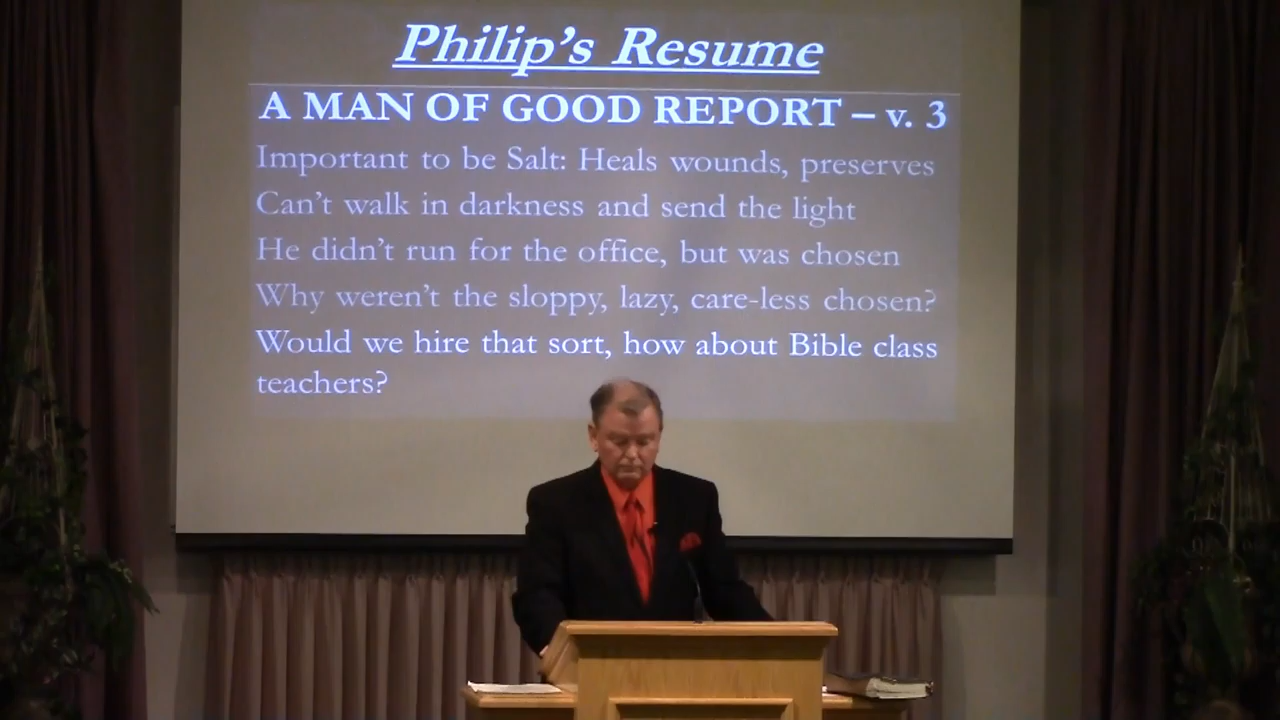 Philip's Resume
A MAN OF GOOD REPORT – v. 3
Important to be Salt: Heals wounds, preserves
Can't walk in darkness and send the light
He didn't run for the office, but was chosen
Why weren't the sloppy, lazy, care-less chosen?
Would we hire that sort, how about Bible class
teachers?